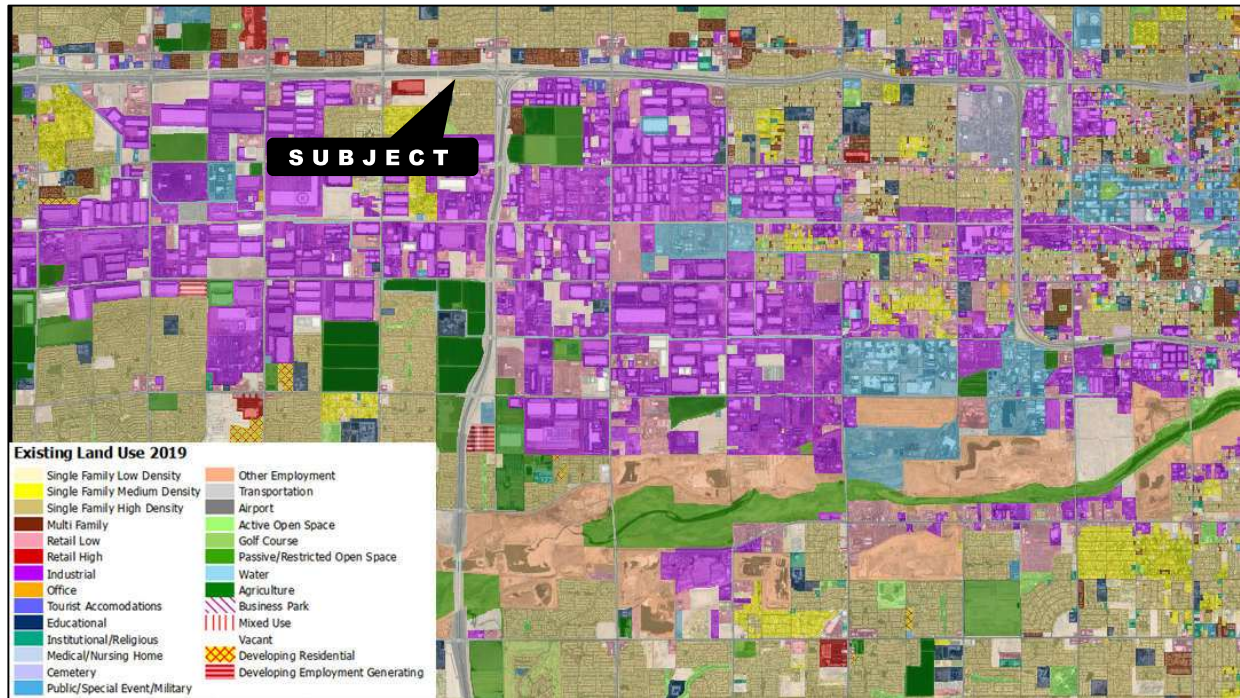 SUBJECT
Existing Land Use 2019
Single Family Low Density
Single Family Medium Density
Single Family High Density
Multi Family
Retail Low
Retail High
Industrial
Office
Tourist Accomodations
Educational
Institutional/Religious
Medical/Nursing Home
Cemetery
Public/Special Event/Military
Other Employment
Transportation
Airport
Active Open Space
Golf Course
Passive/Restricted Open Space
Water
Agriculture
Business Park
Mixed Use
Vacant
Developing Residential
Developing Employment Generating